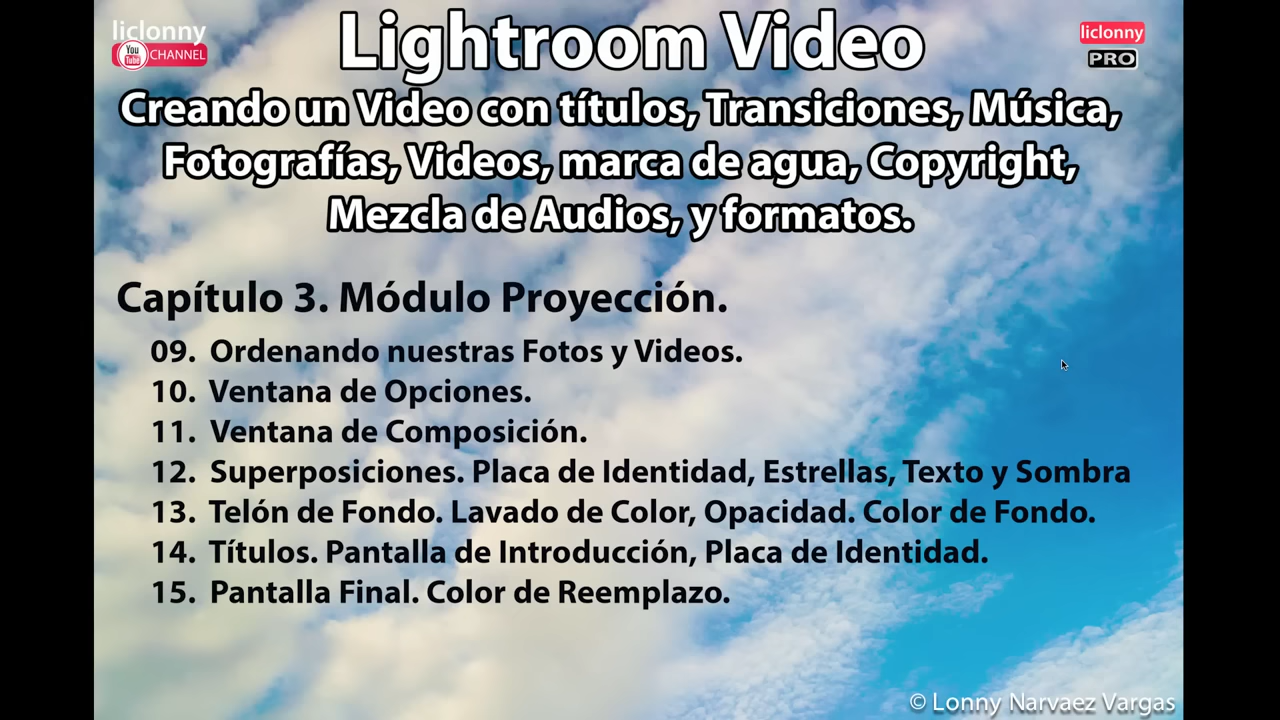 liclonny
You Tube CHANNEL
Lightroom Video
liclonny
PRO
Creando un Video con títulos, Transiciones, Música,
Fotografías, Videos, marca de agua, Copyright,
Mezcla de Audios, y formatos.
Capítulo 3. Módulo Proyección.
09. Ordenando nuestras Fotos y Videos.
10. Ventana de Opciones.
11. Ventana de Composición.
12. Superposiciones. Placa de Identidad, Estrellas, Texto y Sombra
13. Telón de Fondo. Lavado de Color, Opacidad. Color de Fondo.
14. Títulos. Pantalla de Introducción, Placa de Identidad.
15. Pantalla Final. Color de Reemplazo.
© Lonny Narvaez Vargas